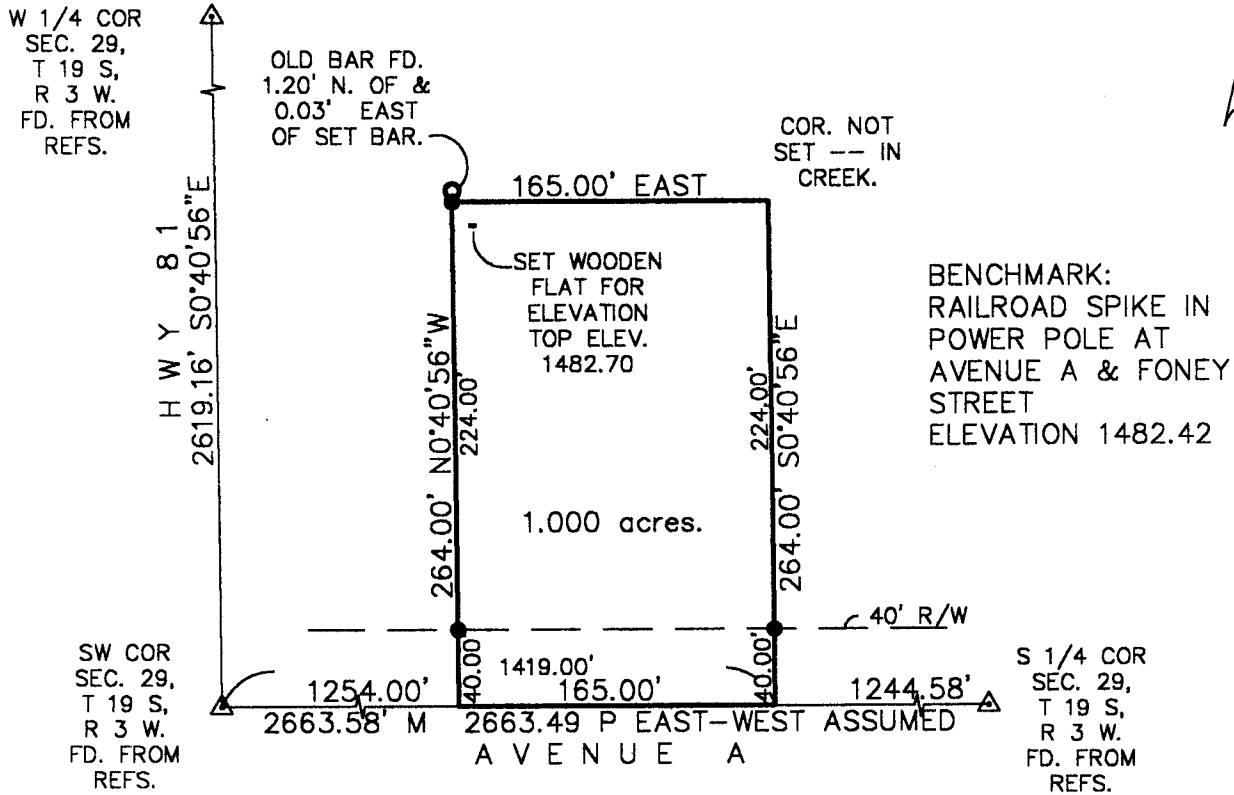 W 1/4 COR
SEC. 29,
T 19 S,
R 3 W.
FD. FROM
REFS.
OLD BAR FD.
1.20' N. OF &
0.03' EAST
OF SET BAR.
COR. NOT
SET -- IN
CREEK.
165.00' EAST
HWY 81
2619.16' S0°40'56"E
SET WOODEN
FLAT FOR
ELEVATION
TOP ELEV.
1482.70
264.00' N0°40'56"W
224.00'
224.00'
264.00' S0°40'56"E
BENCHMARK:
RAILROAD SPIKE IN
POWER POLE AT
AVENUE A & FONEY
STREET
ELEVATION 1482.42
1.000 acres.
40' R/W
SW COR
SEC. 29,
T 19 S,
R 3 W.
FD. FROM
REFS.
40.00'
1419.00'
40.00'
1254.00'
165.00'
1244.58'
2663.58' M 2663.49 P EAST-WEST ASSUMED
AVENUE A
S 1/4 COR
SEC. 29,
T 19 S,
R 3 W.
FD. FROM
REFS.